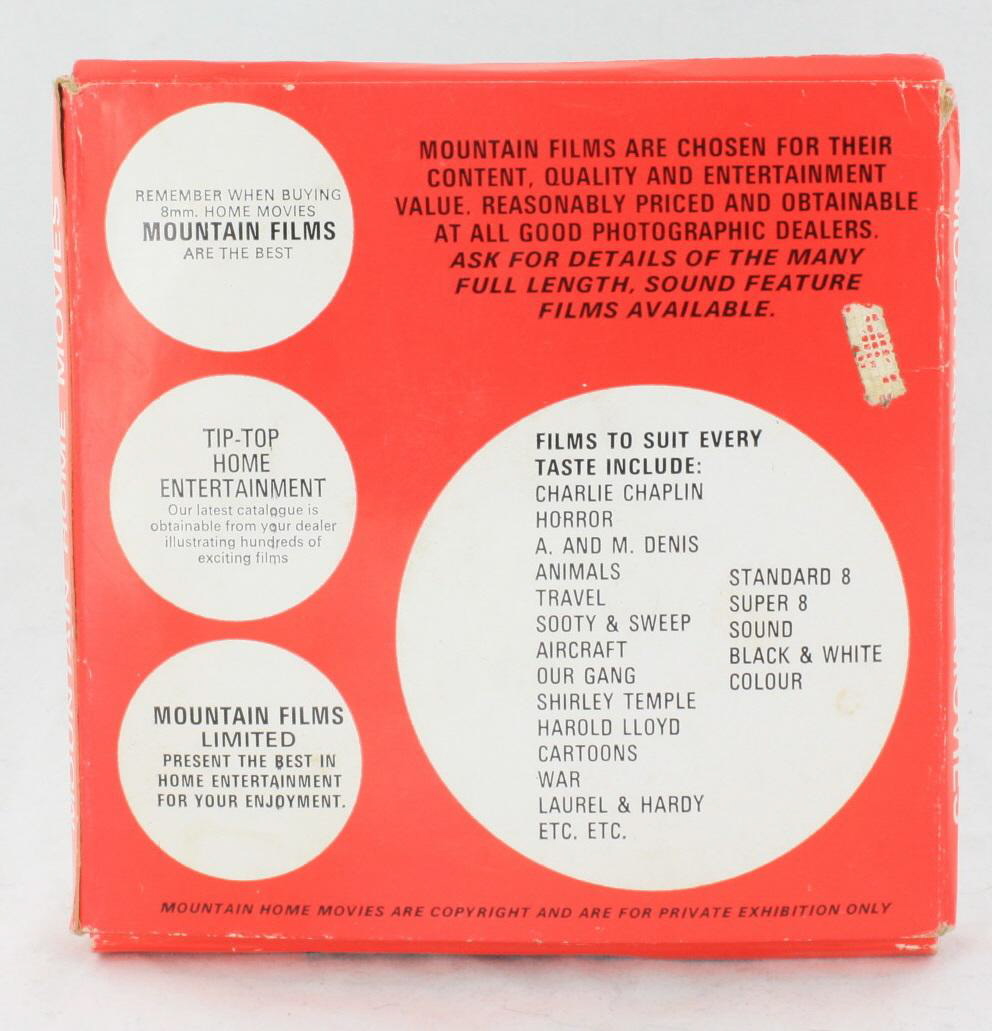 REMEMBER WHEN BUYING
8mm. HOME MOVIES
MOUNTAIN FILMS
ARE THE BEST
MOUNTAIN FILMS ARE CHOSEN FOR THEIR
CONTENT, QUALITY AND ENTERTAINMENT
VALUE. REASONABLY PRICED AND OBTAINABLE
AT ALL GOOD PHOTOGRAPHIC DEALERS.
ASK FOR DETAILS OF THE MANY
FULL LENGTH, SOUND FEATURE
FILMS AVAILABLE.
TIP-TOP
HOME
ENTERTAINMENT
Our latest catalogue is
obtainable from your dealer
illustrating hundreds of
exciting films
MOUNTAIN FILMS
LIMITED
PRESENT THE BEST IN
HOME ENTERTAINMENT
FOR YOUR ENJOYMENT.
FILMS TO SUIT EVERY
TASTE INCLUDE:
CHARLIE CHAPLIN
HORROR
A. AND M. DENIS
ANIMALS
TRAVEL
SOOTY & SWEEP
AIRCRAFT
OUR GANG
SHIRLEY TEMPLE
HAROLD LLOYD
CARTOONS
WAR
LAUREL & HARDY
ETC. ETC.
STANDARD 8
SUPER 8
SOUND
BLACK & WHITE
COLOUR
MOUNTAIN HOME MOVIES ARE COPYRIGHT AND ARE FOR PRIVATE EXHIBITION ONLY
MOUNTAIN HOME MOVIES